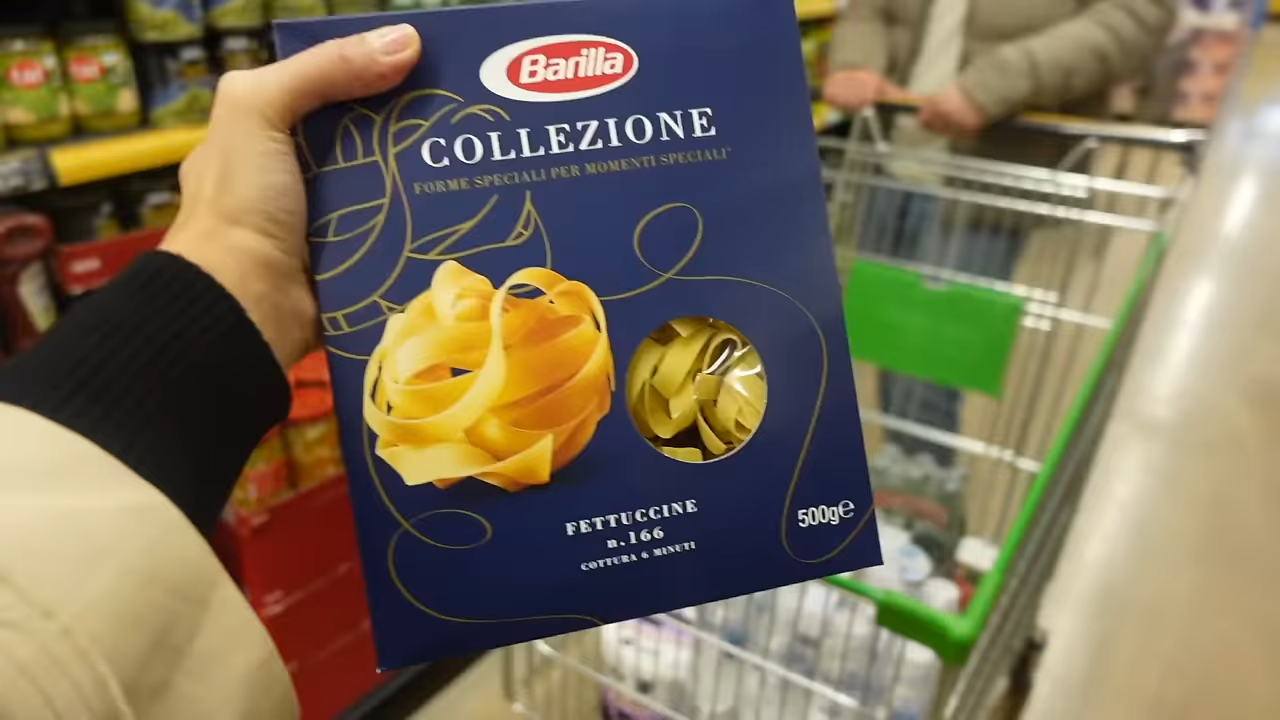 Barilla
COLLEZIONE
FORME SPECIALI PER MOMENTI SPECIALI*
FETTUCCINE
n.166
COTTURA 6 MINUTI
500g℮